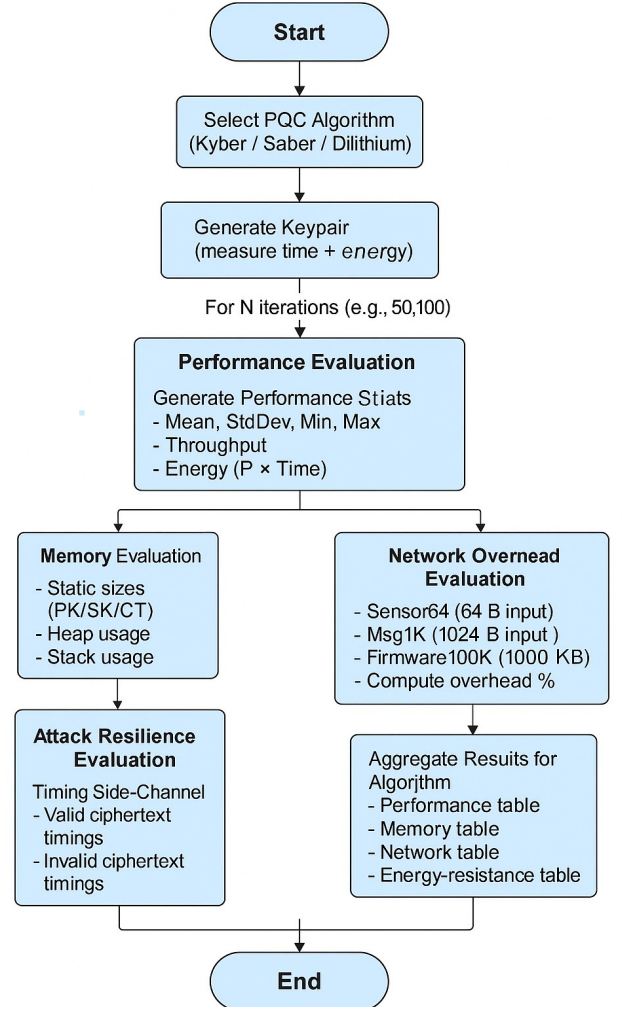 Start
Select PQC Algorithm
(Kyber / Saber / Dilithium)
Generate Keypair
(measure time + energy)
For N iterations (e.g., 50,100)
Performance Evaluation
Generate Performance Stiats
- Mean, StdDev, Min, Max
- Throughput
- Energy (P × Time)
Memory Evaluation
- Static sizes
(PK/SK/CT)
- Heap usage
- Stack usage
Network Overhead
Evaluation
- Sensor64 (64 B input)
- Msg1K (1024 B input )
- Firmware100K (1000 KB)
- Compute overhead %
Attack Resilience
Evaluation
Timing Side-Channel
- Valid ciphertext
timings
- Invalid ciphertext
timings
Aggregate Results for
Algorjthm
- Performance table
- Memory table
- Network table
- Energy-resistance table
End